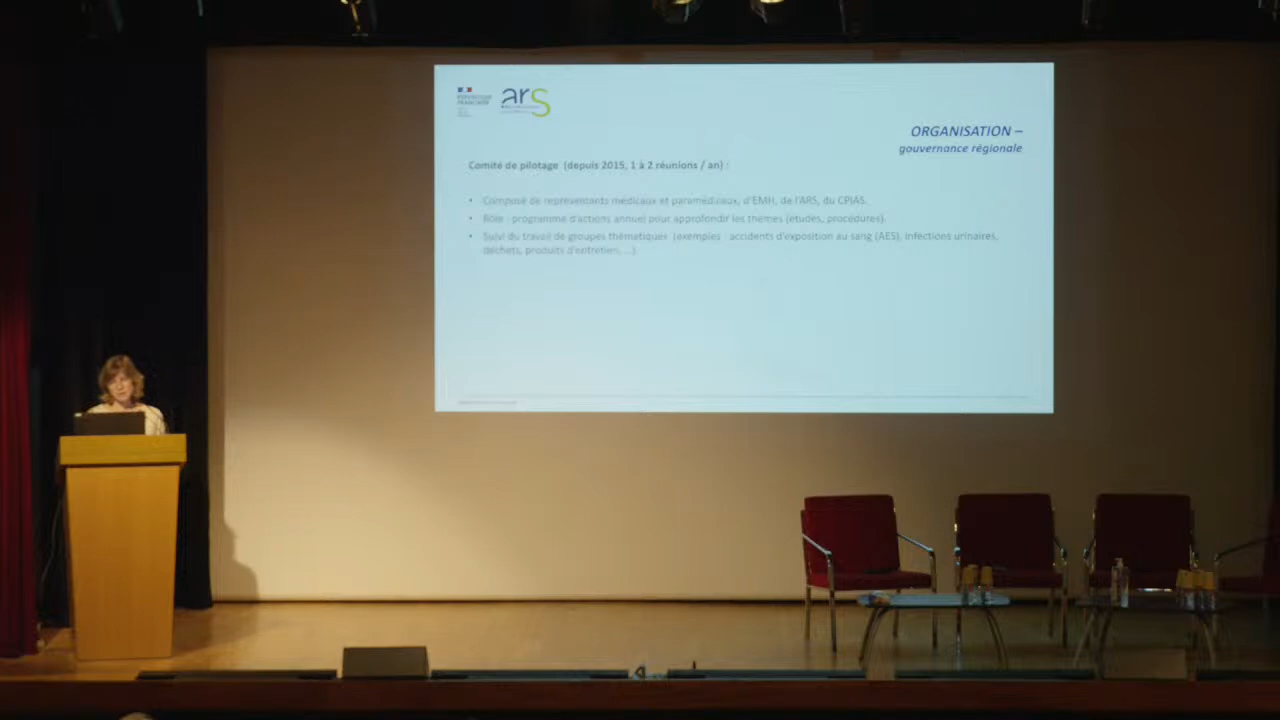 RÉPUBLIQUE
FRANÇAISE
ars
ORGANISATION –
gouvernance régionale
Comité de pilotage (depuis 2015, 1 à 2 réunions / an) :
• Composé de représentants médicaux et paramédicaux, d'EMH, de l'ARS, du CPIAS.
• Rôle : programme d'actions annuel pour approfondir les thèmes (études, procédures).
• Suivi du travail de groupes thématiques (exemples : accidents d'exposition au sang (AES), infections urinaires,
déchets, produits d'entretien, ...)